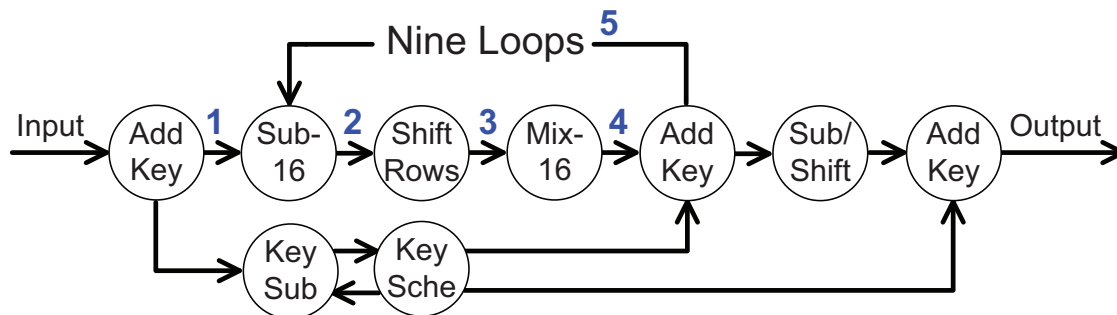 Nine Loops 5
Input
Add
Key
1
Sub-
16
2
Shift
Rows
3
Mix-
16
4
Add
Key
Sub/
Shift
Add
Key
Output
Key
Sub
Key
Sche